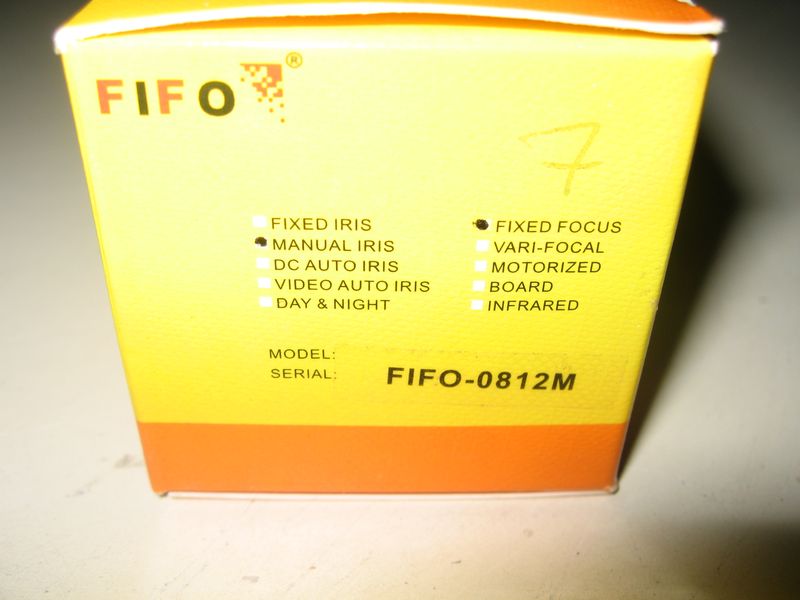 FIFO®
7
FIXED IRIS
MANUAL IRIS
DC AUTO IRIS
VIDEO AUTO IRIS
DAY & NIGHT
FIXED FOCUS
VARI-FOCAL
MOTORIZED
BOARD
INFRARED
MODEL:
SERIAL:
FIFO-0812M